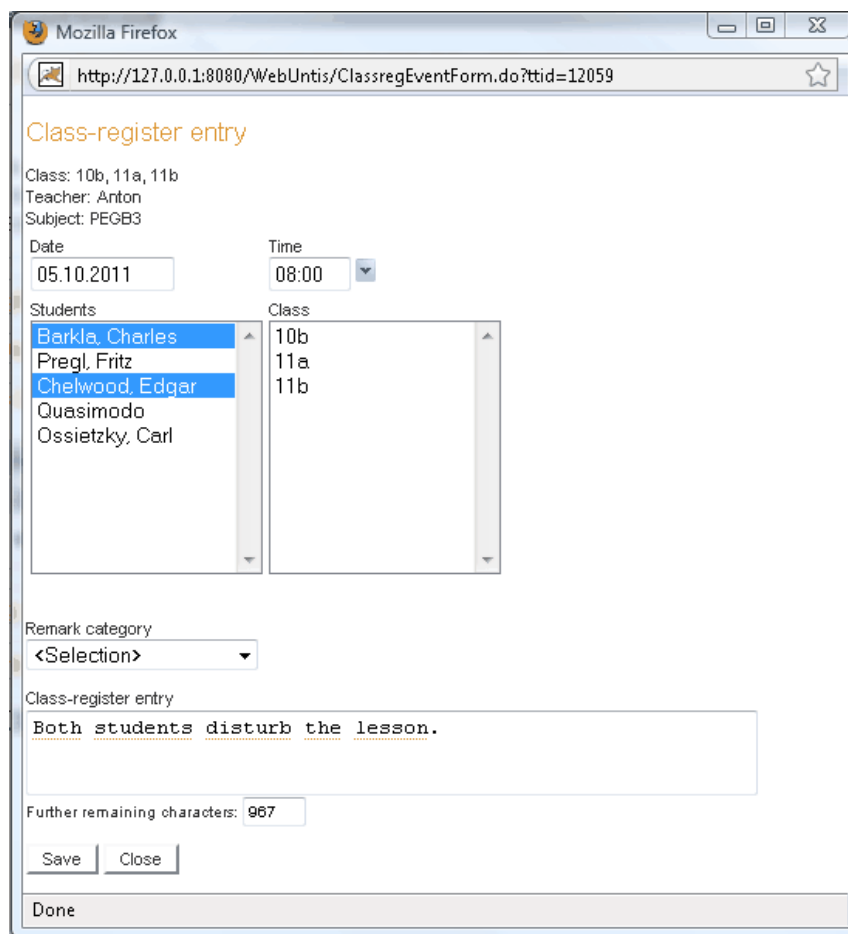 Mozilla Firefox
http://127.0.0.1:8080/WebUntis/ClassregEventForm.do?ttid=12059
Class-register entry
Class: 10b, 11a, 11b
Teacher: Anton
Subject: PEGB3
Date Time
05.10.2011 08:00
Students Class
Barkla, Charles 10b
Pregl, Fritz 11a
Chelwood, Edgar 11b
Quasimodo
Ossietzky, Carl
Remark category
<Selection>
Class-register entry
Both students disturb the lesson.
Further remaining characters: 967
Save Close
Done